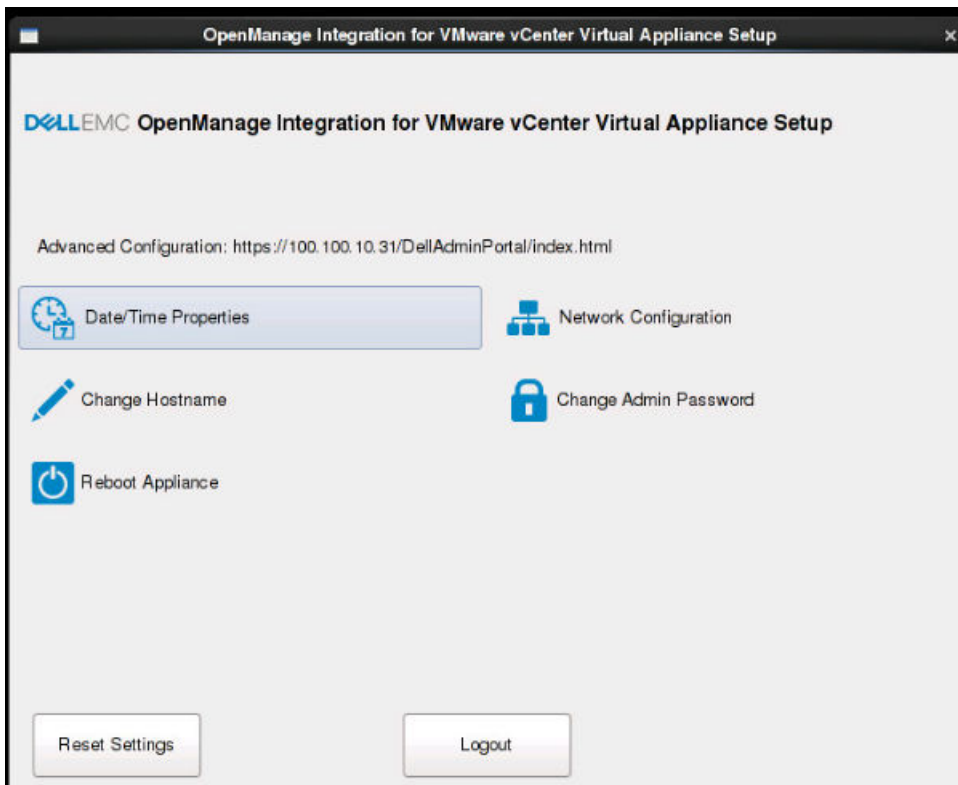 OpenManage Integration for VMware vCenter Virtual Appliance Setup
DELLEMC OpenManage Integration for VMware vCenter Virtual Appliance Setup
Advanced Configuration: https://100.100.10.31/DellAdminPortal/index.html
7 Date/Time Properties
Network Configuration
Change Hostname
Change Admin Password
Reboot Appliance
Reset Settings
Logout